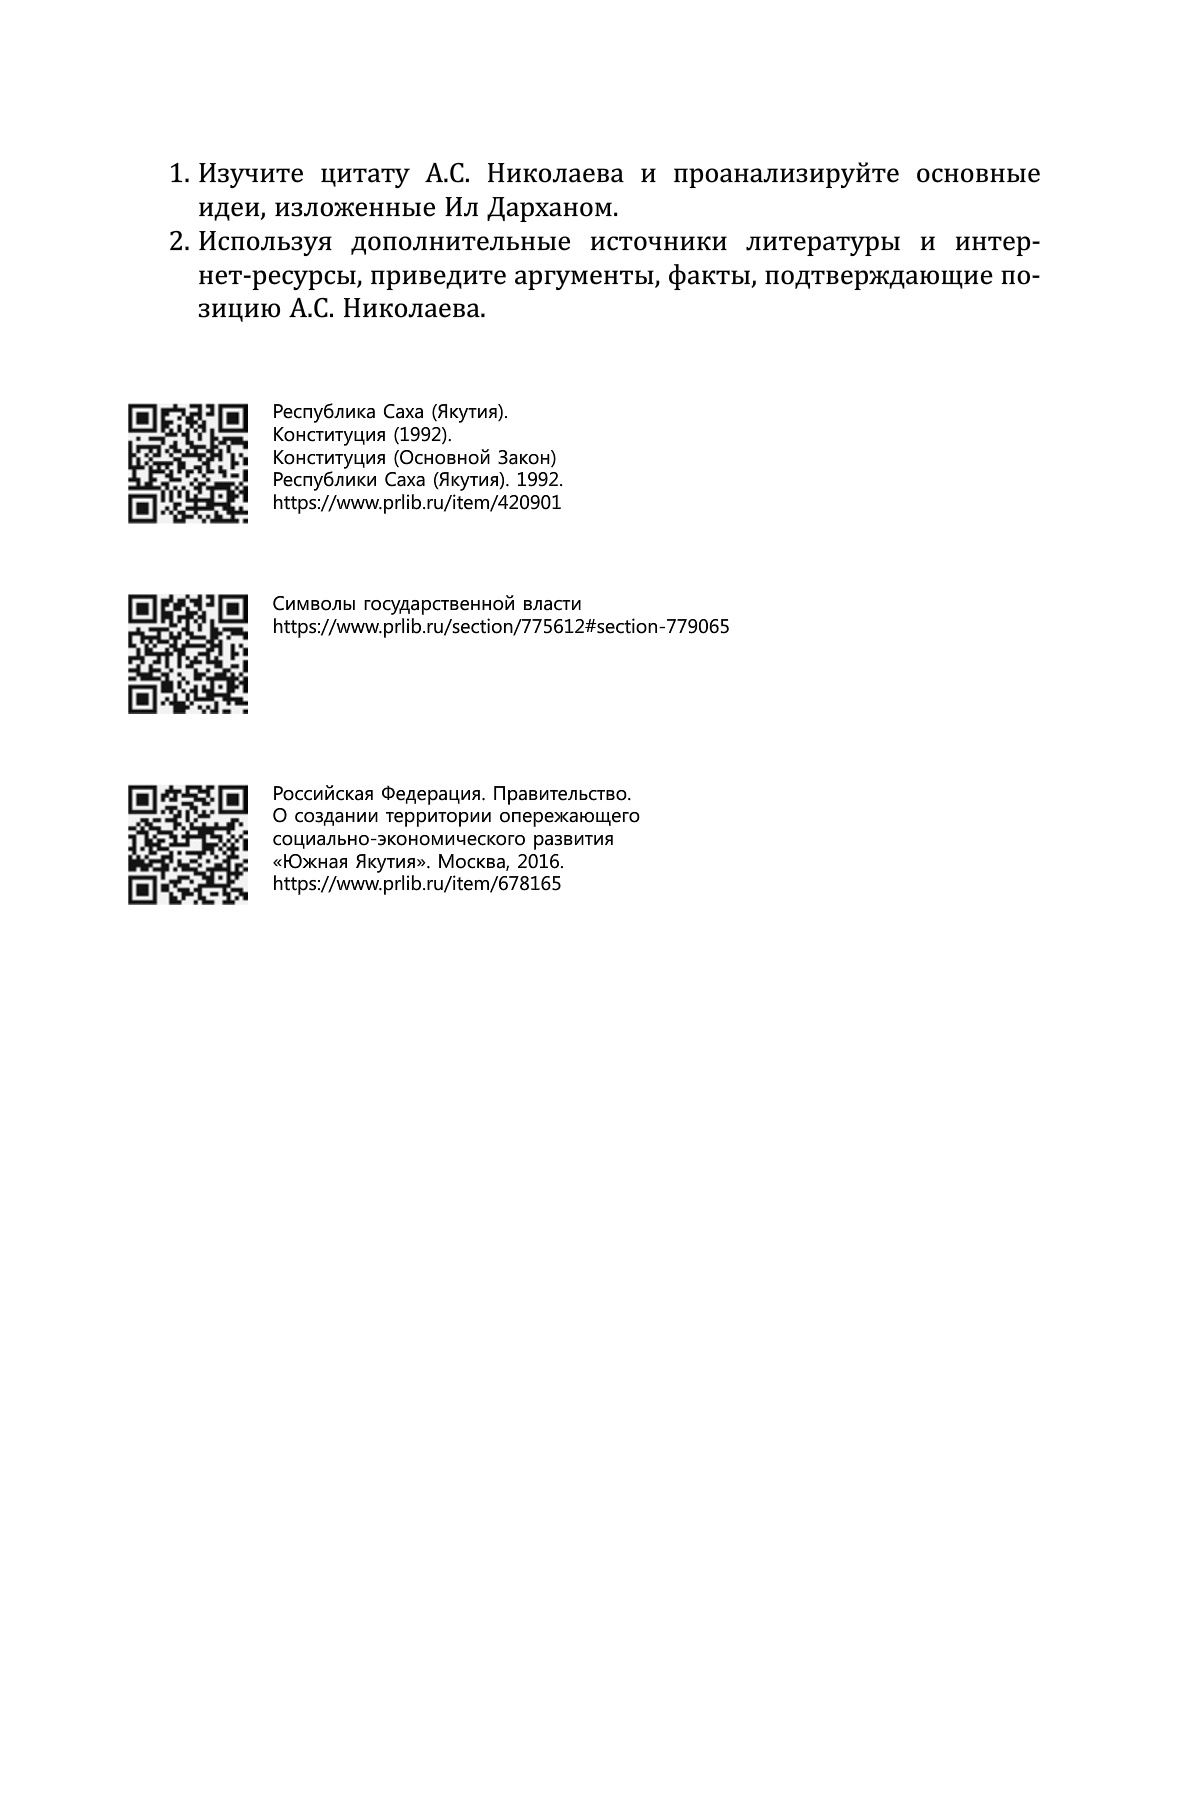 1. Изучите цитату А.С. Николаева и проанализируйте основные
идеи, изложенные Ил Дарханом.
2. Используя дополнительные источники литературы и интер-
нет-ресурсы, приведите аргументы, факты, подтверждающие по-
зицию А.С. Николаева.
Республика Саха (Якутия).
Конституция (1992).
Конституция (Основной Закон)
Республики Саха (Якутия). 1992.
https://www.prlib.ru/item/420901
Символы государственной власти
https://www.prlib.ru/section/775612#section-779065
Российская Федерация. Правительство.
О создании территории опережающего
социально-экономического развития
«Южная Якутия». Москва, 2016.
https://www.prlib.ru/item/678165